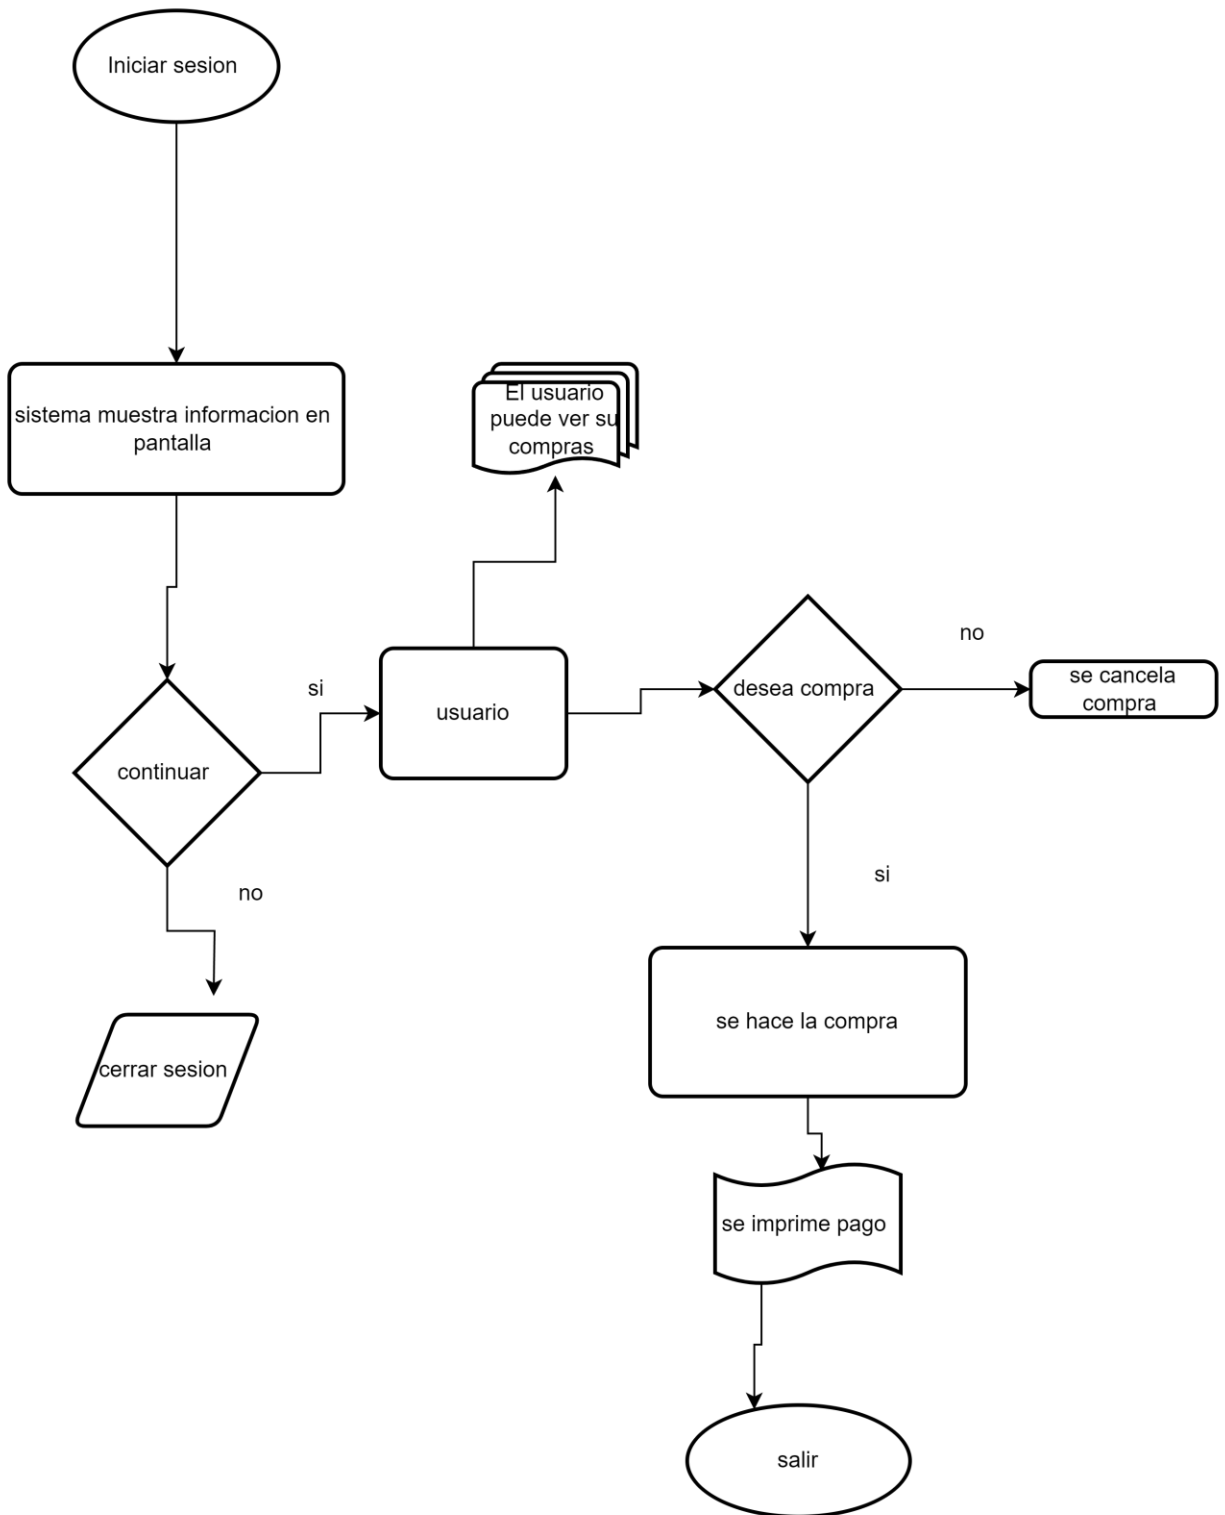 Iniciar sesion
sistema muestra informacion en
pantalla
El usuario
puede ver su
compras
no
desea compra
se cancela
compra
si
usuario
continuar
no
si
se hace la compra
cerrar sesion
se imprime pago
salir